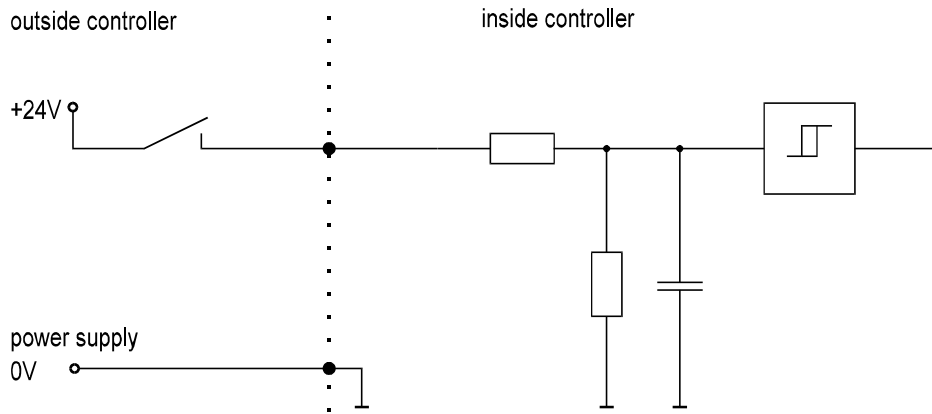 outside controller
inside controller
+24V
power supply
0V